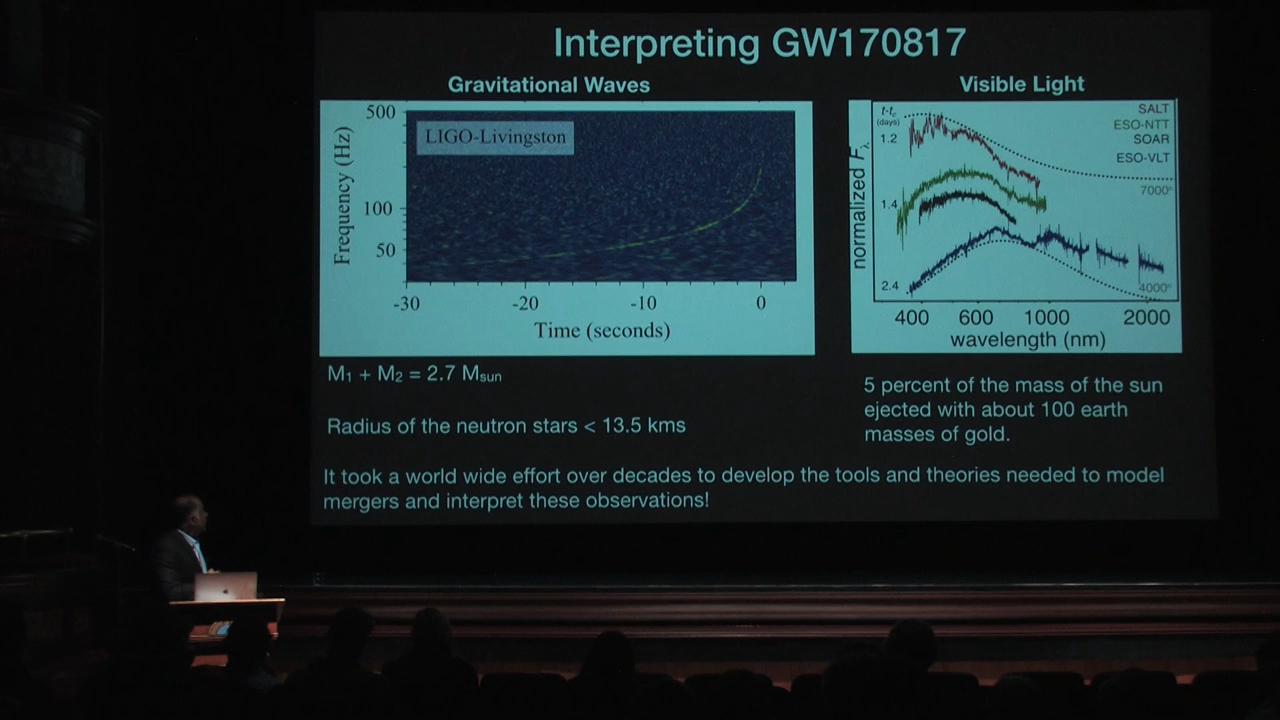 Interpreting GW170817
Gravitational Waves
500
100
50
Frequency (Hz)
LIGO-Livingston
-30
-20
-10
0
Time (seconds)
M1 + M2 = 2.7 Msun
Radius of the neutron stars < 13.5 kms
Visible Light
t-tc
(days)
1.2
1.4
2.4
normalized Fλ
SALT
ESO-NTT
SOAR
ESO-VLT
7000K
4000K
400
600
1000
2000
wavelength (nm)
5 percent of the mass of the sun
ejected with about 100 earth
masses of gold.
It took a world wide effort over decades to develop the tools and theories needed to model
mergers and interpret these observations!